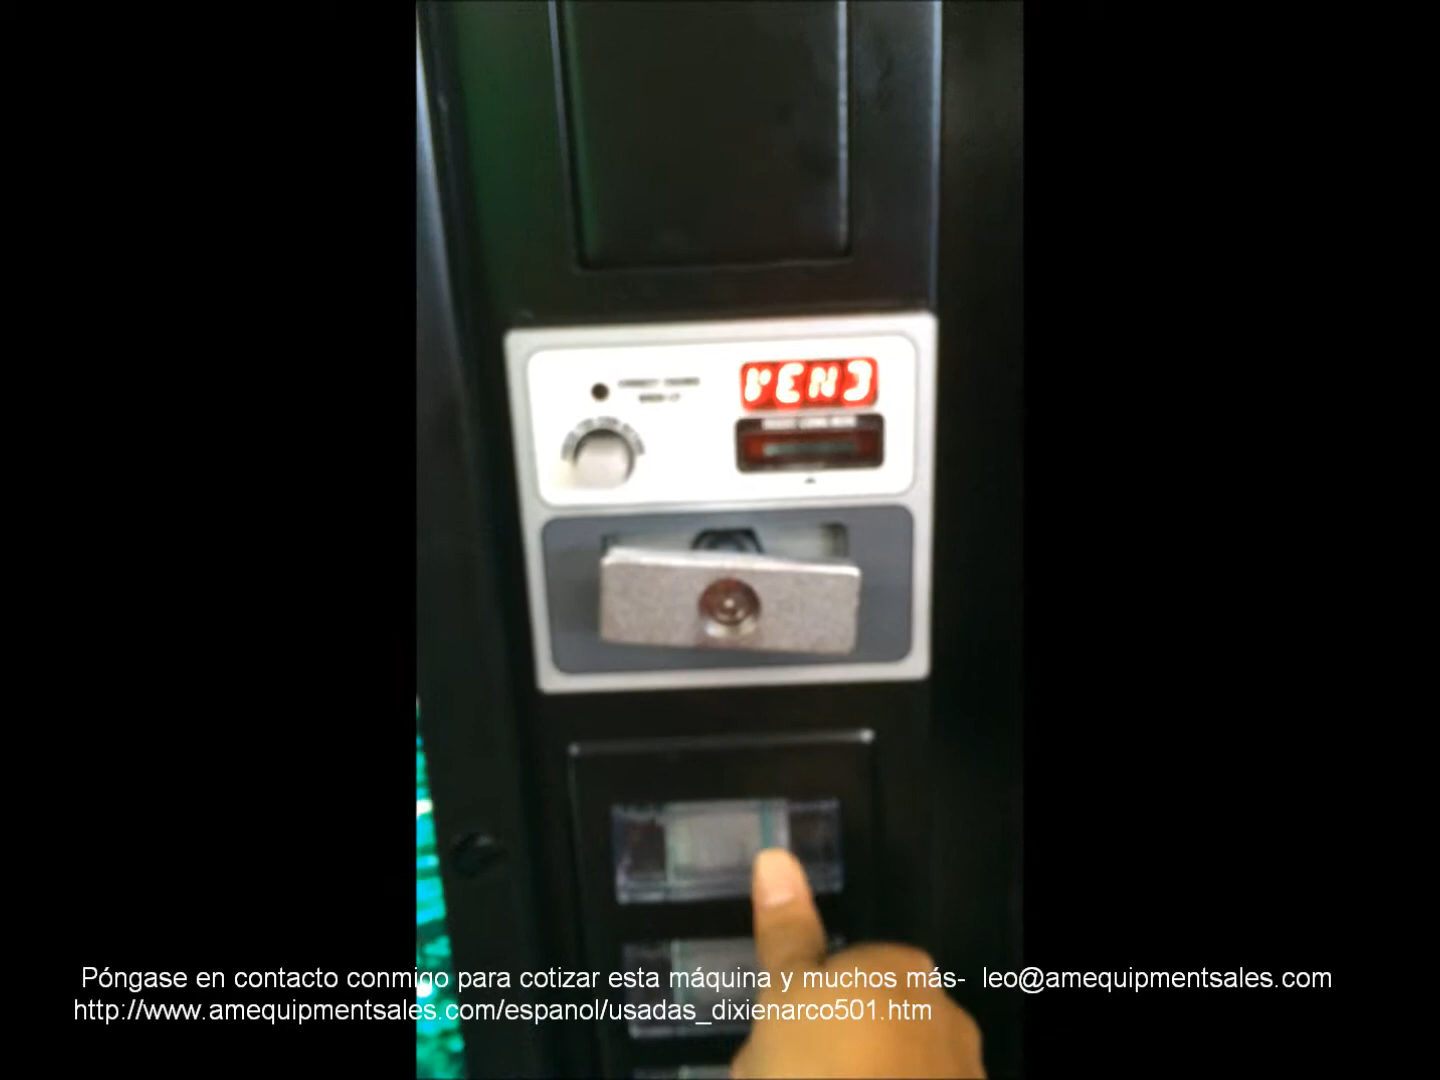 VEND
Póngase en contacto conmigo para cotizar esta máquina y muchos más-  leo@amequipmentsales.com
http://www.amequipmentsales.com/espanol/usadas_dixienarco501.htm